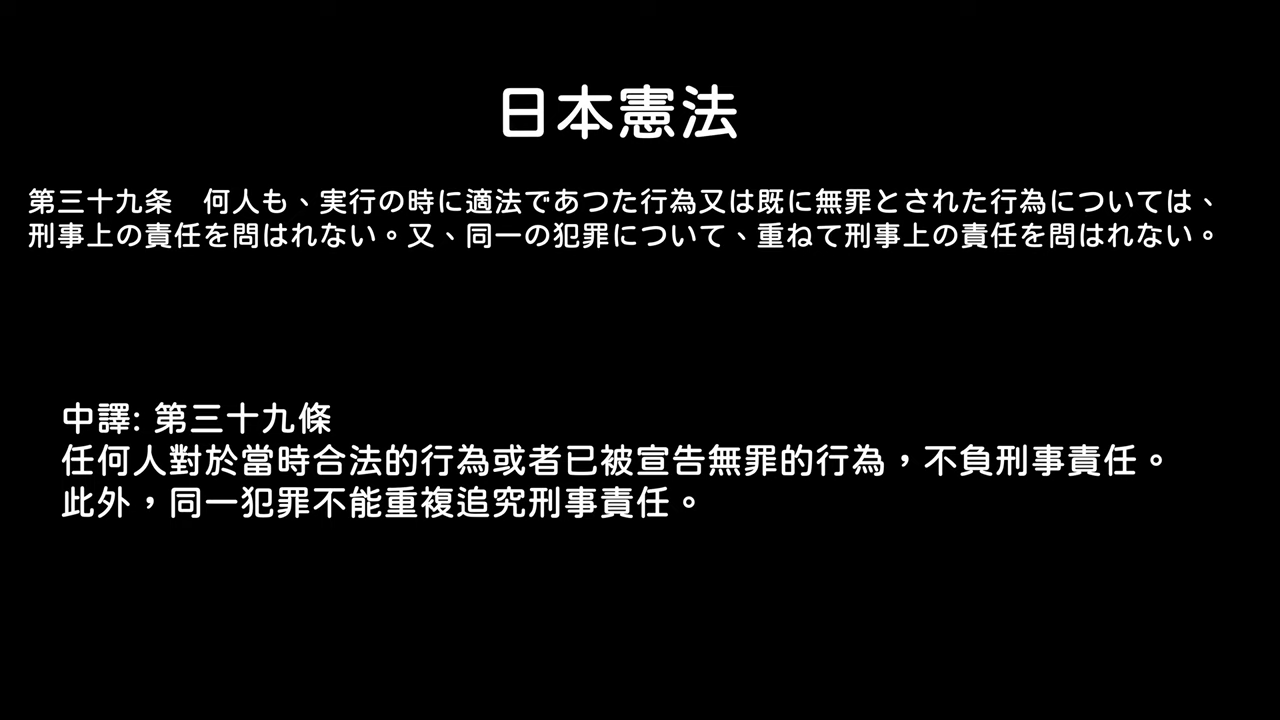 日本憲法
第三十九条　何人も、実行の時に適法であつた行為又は既に無罪とされた行為については、
刑事上の責任を問はれない。又、同一の犯罪について、重ねて刑事上の責任を問はれない。
中譯: 第三十九條
任何人對於當時合法的行為或者已被宣告無罪的行為，不負刑事責任。
此外，同一犯罪不能重複追究刑事責任。